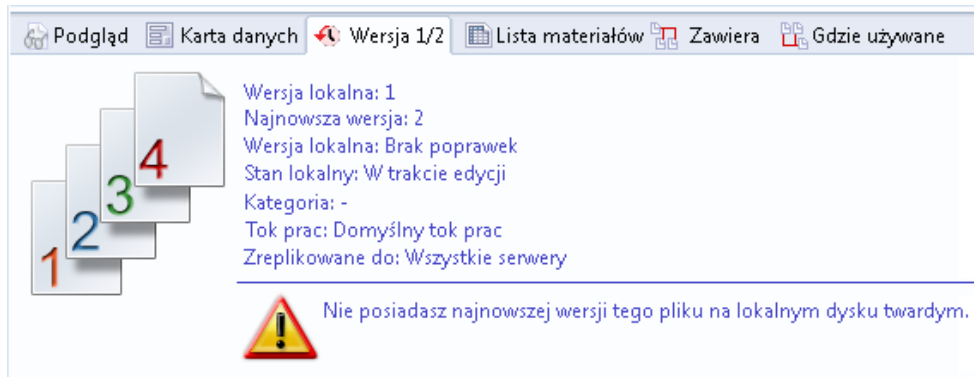 Podgląd Karta danych Wersja 1/2 Lista materiałów Zawiera Gdzie używane
Wersja lokalna: 1
Najnowsza wersja: 2
Wersja lokalna: Brak poprawek
Stan lokalny: W trakcie edycji
Kategoria: -
Tok prac: Domyślny tok prac
Zreplikowane do: Wszystkie serwery
1 2 3 4
Nie posiadasz najnowszej wersji tego pliku na lokalnym dysku twardym.